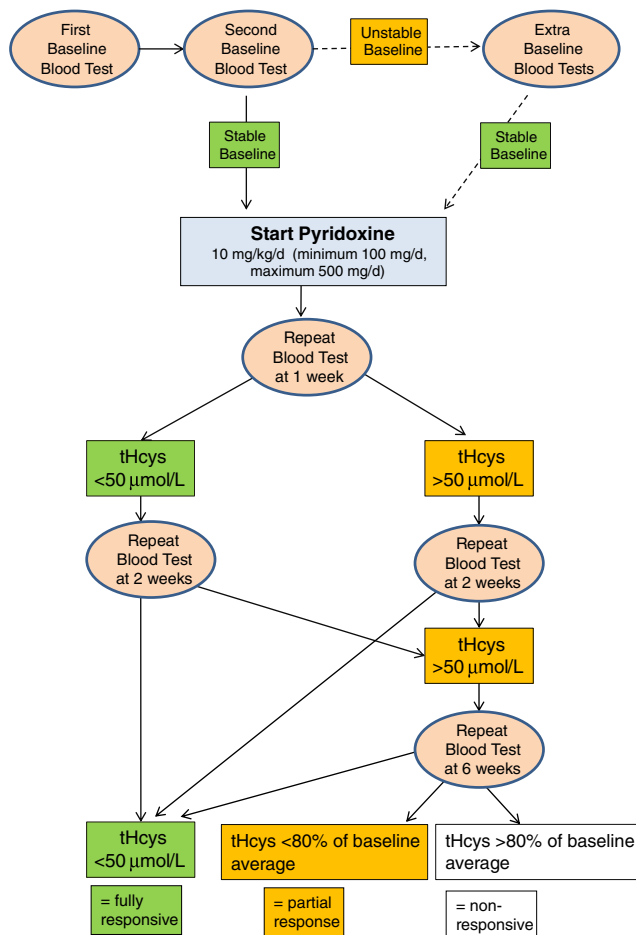 First
Baseline
Blood Test
Second
Baseline
Blood Test
Unstable
Baseline
Extra
Baseline
Blood Tests
Stable
Baseline
Stable
Baseline
Start Pyridoxine
10 mg/kg/d (minimum 100 mg/d,
maximum 500 mg/d)
Repeat
Blood Test
at 1 week
tHcys
<50 μmol/L
tHcys
>50 μmol/L
Repeat
Blood Test
at 2 weeks
Repeat
Blood Test
at 2 weeks
tHcys
>50 μmol/L
Repeat
Blood Test
at 6 weeks
tHcys
<50 μmol/L
tHcys <80% of baseline
average
tHcys >80% of baseline
average
= fully
responsive
= partial
response
= non-
responsive